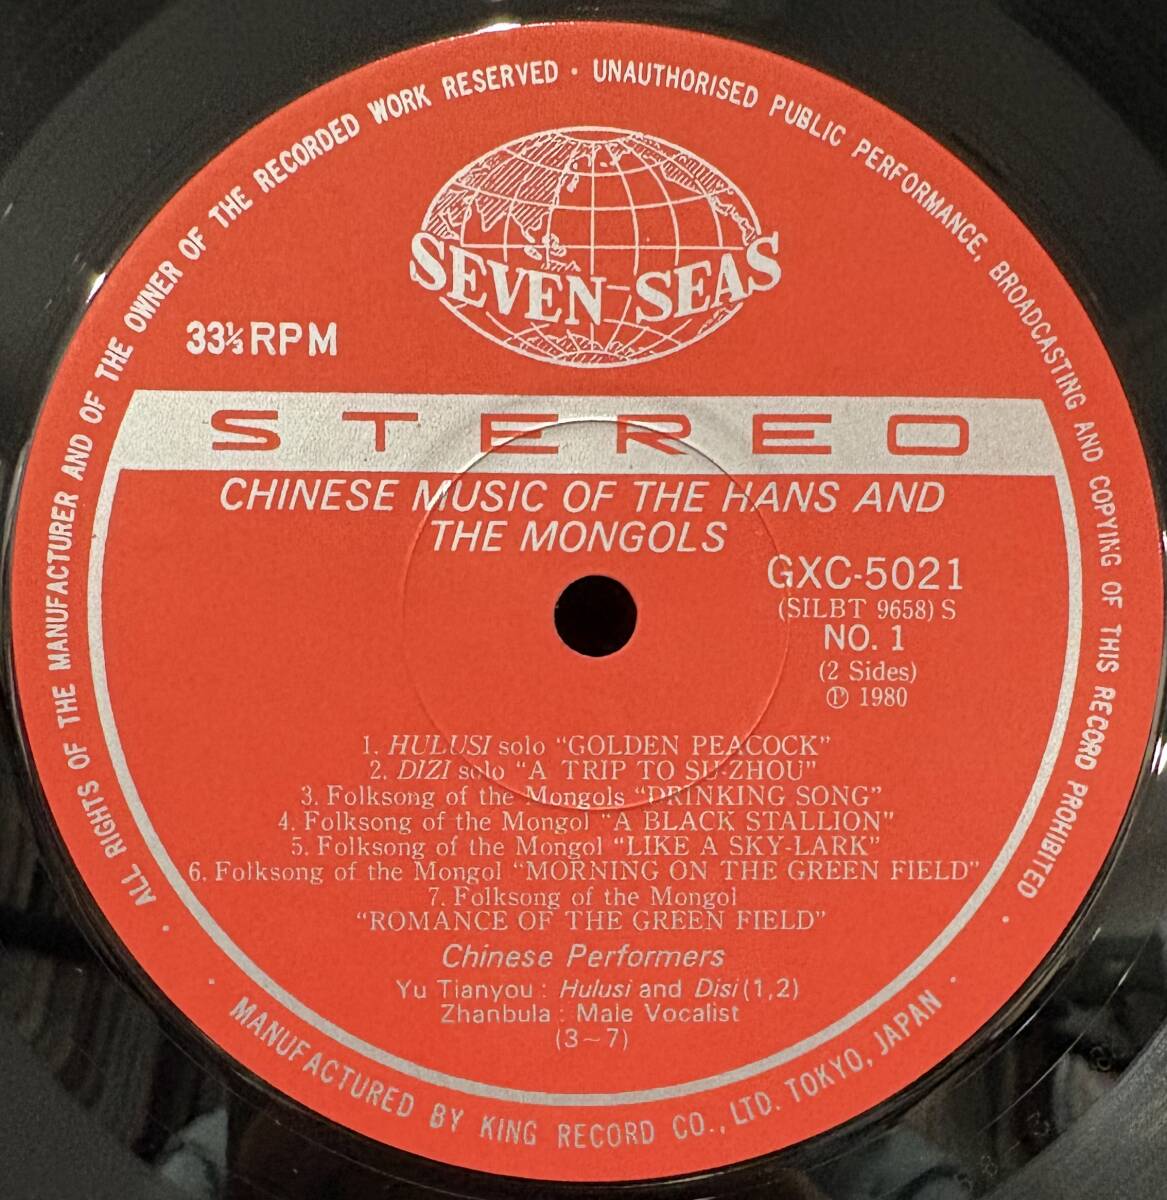 ALL RIGHTS OF THE MANUFACTURER AND OF THE OWNER OF THE RECORDED WORK RESERVED · UNAUTHORISED PUBLIC PERFORMANCE, BROADCASTING AND COPYING OF THIS RECORD PROHIBITED ·
SEVEN SEAS
33⅓RPM
STEREO
CHINESE MUSIC OF THE HANS AND
THE MONGOLS
GXC-5021
(SILBT 9658) S
NO. 1
(2 Sides)
Ⓟ 1980
1. HULUSI solo “GOLDEN PEACOCK”
2. DIZI solo “A TRIP TO SU-ZHOU”
3. Folksong of the Mongols “DRINKING SONG”
4. Folksong of the Mongol “A BLACK STALLION”
5. Folksong of the Mongol “LIKE A SKY-LARK”
6. Folksong of the Mongol “MORNING ON THE GREEN FIELD”
7. Folksong of the Mongol
“ROMANCE OF THE GREEN FIELD”
Chinese Performers
Yu Tianyou : Hulusi and Disi (1,2)
Zhanbula : Male Vocalist
(3~7)
· MANUFACTURED BY KING RECORD CO., LTD. TOKYO, JAPAN ·